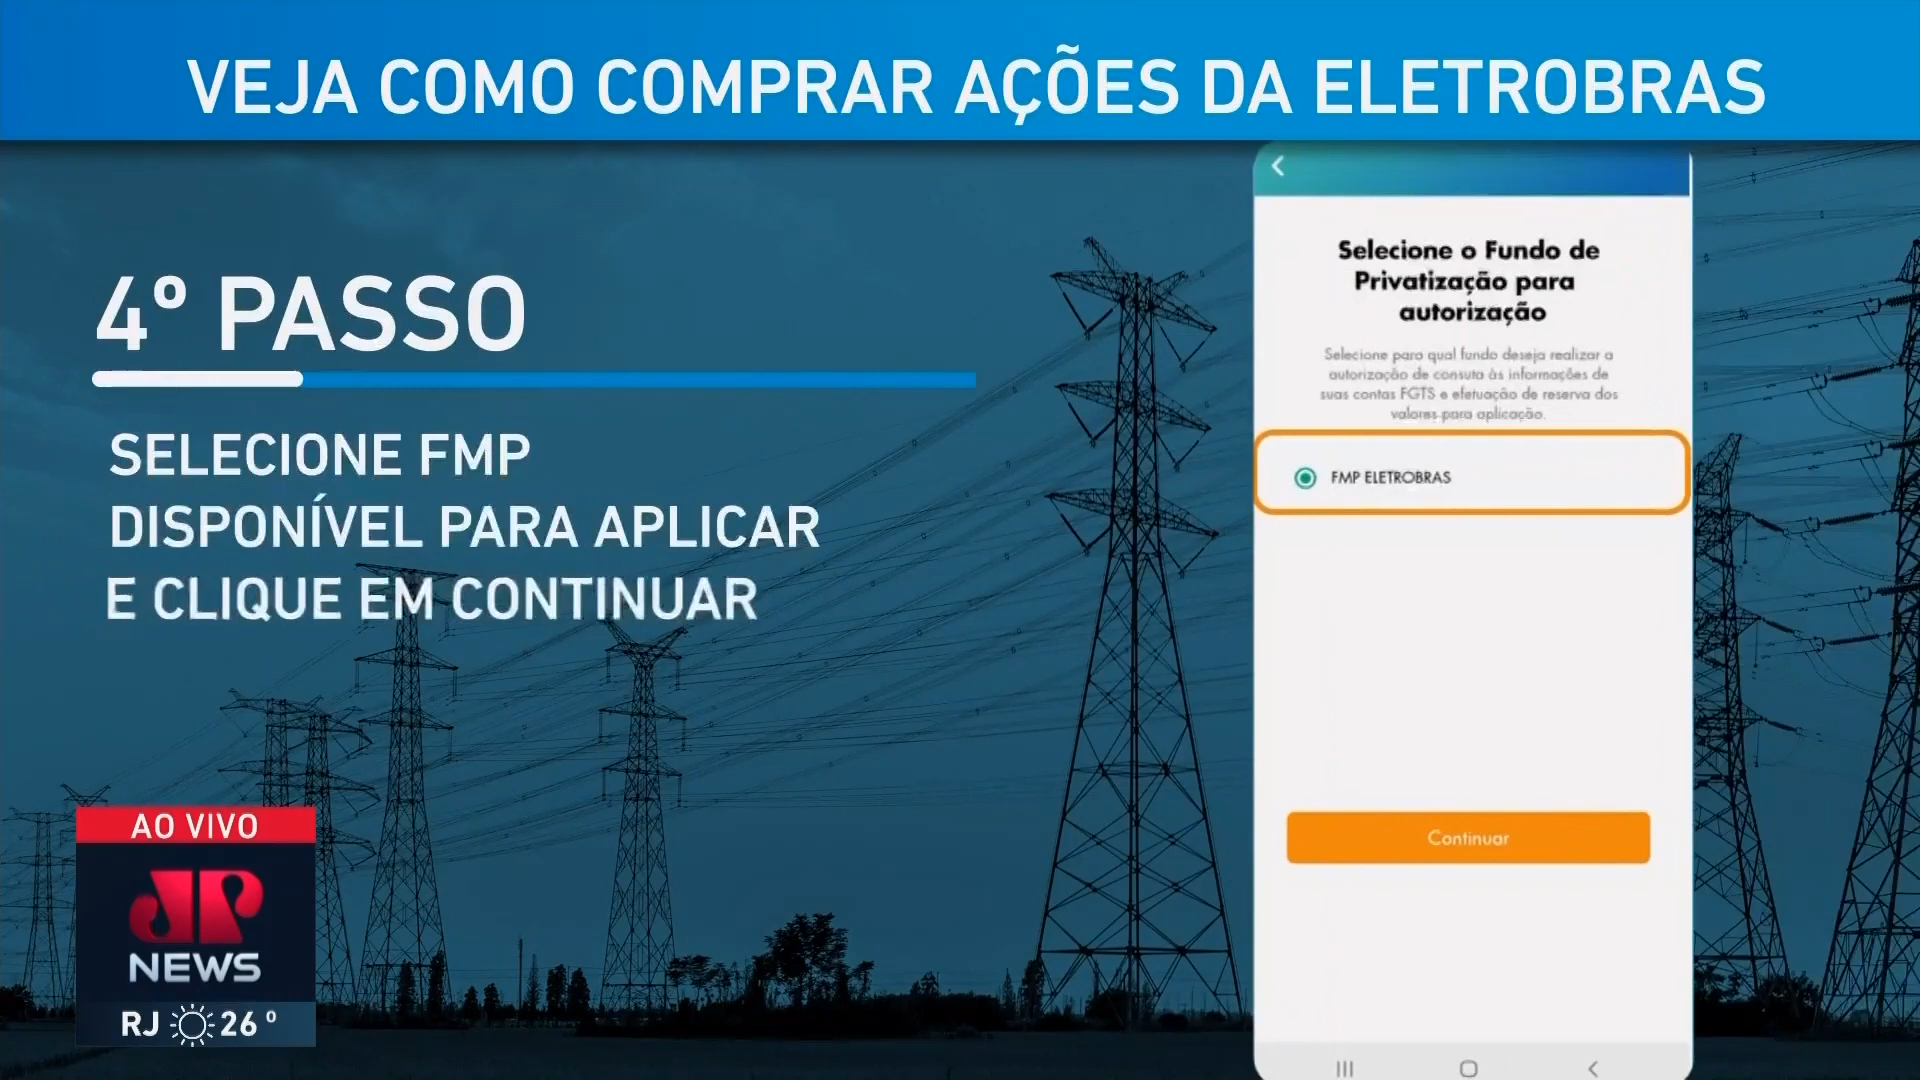 VEJA COMO COMPRAR AÇÕES DA ELETROBRAS
4º PASSO
SELECIONE FMP
DISPONÍVEL PARA APLICAR
E CLIQUE EM CONTINUAR
Selecione o Fundo de
Privatização para
autorização
Selecione para qual fundo deseja realizar a
autorização de consuta às informações de
suas contas FGTS e efetuação de reserva dos
valores para aplicação.
FMP ELETROBRAS
Continuar
AO VIVO
JP
NEWS
RJ 26º